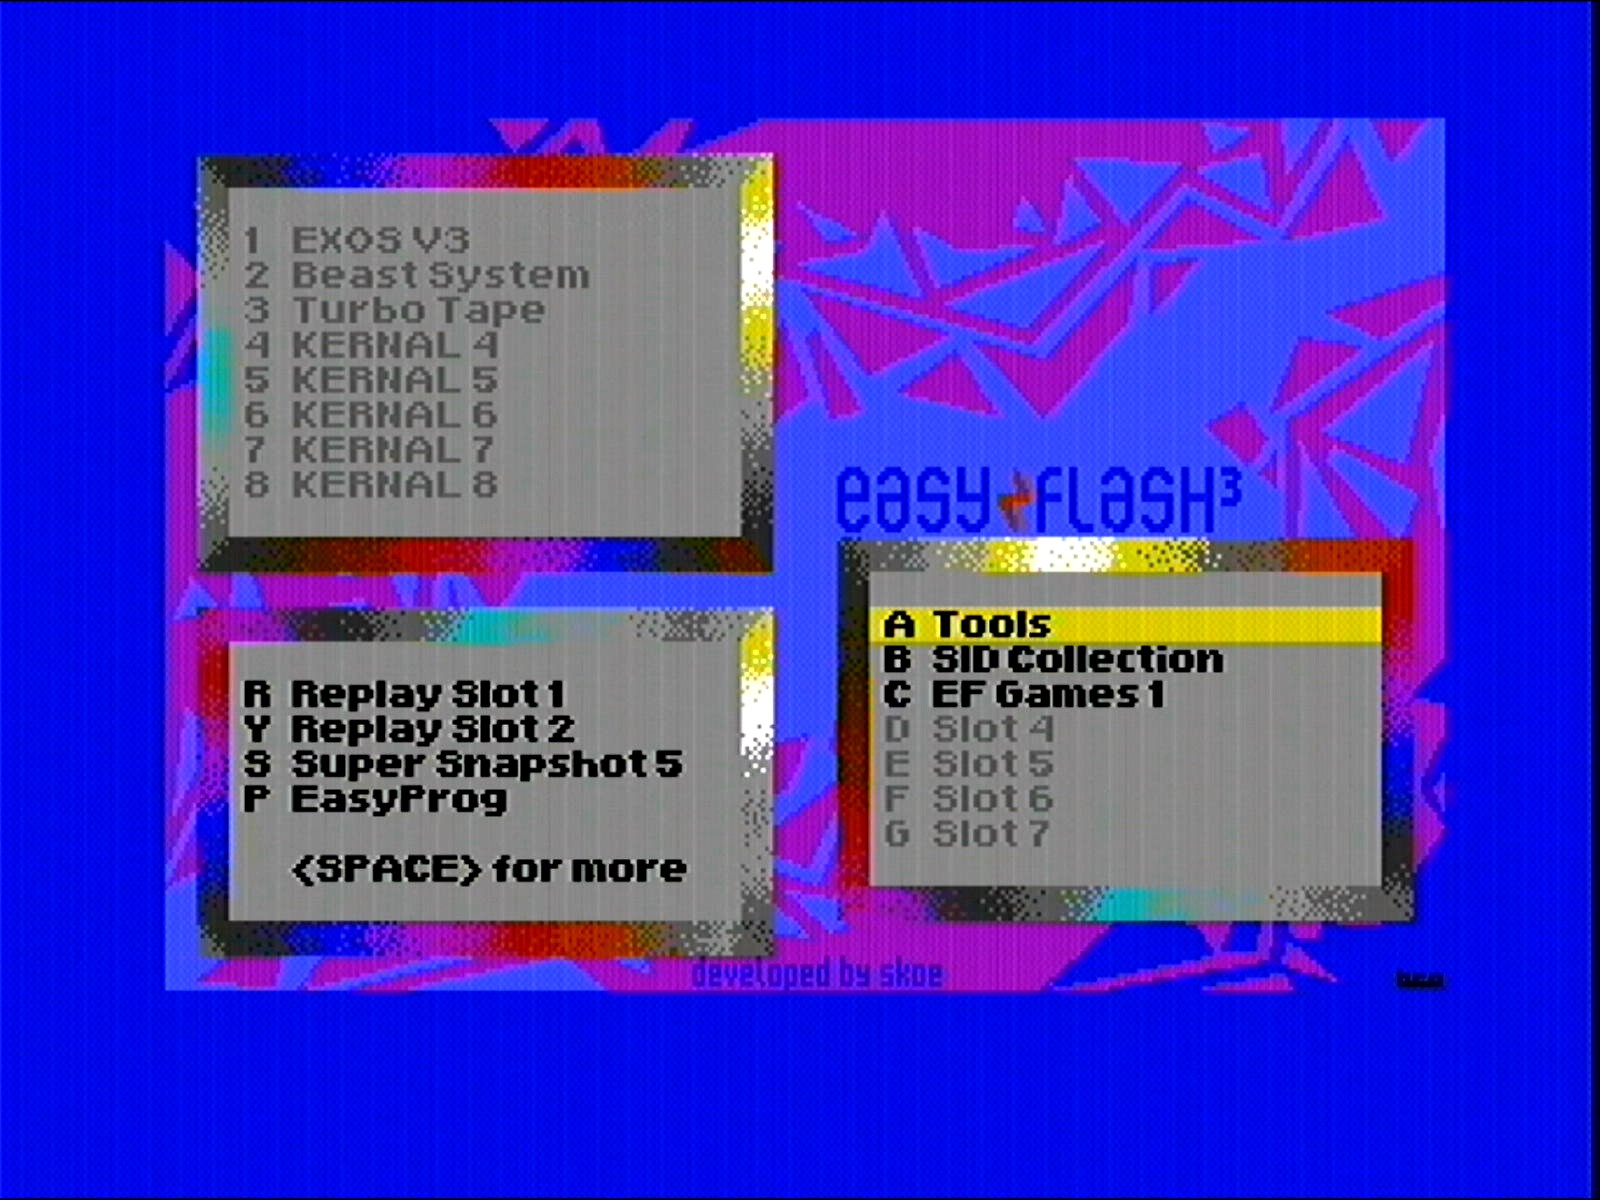 1 EXOS V3
2 Beast System
3 Turbo Tape
4 KERNAL 4
5 KERNAL 5
6 KERNAL 6
7 KERNAL 7
8 KERNAL 8
easy flash3
R Replay Slot 1
Y Replay Slot 2
S Super Snapshot 5
P EasyProg
<SPACE> for more
A Tools
B SID Collection
C EF Games 1
D Slot 4
E Slot 5
F Slot 6
G Slot 7
developed by skoe